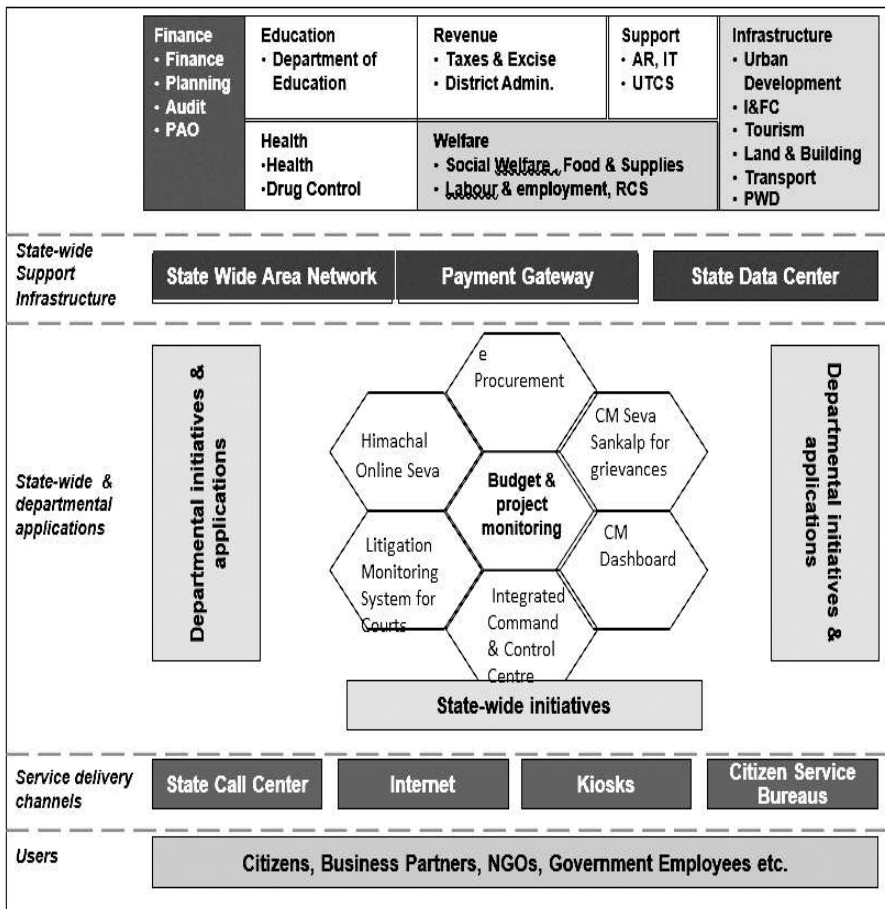 Finance
• Finance
• Planning
• Audit
• PAO
Education
• Department of
Education
Revenue
• Taxes & Excise
• District Admin.
Support
• AR, IT
• UTCS
Infrastructure
• Urban
Development
• I&FC
• Tourism
• Land & Building
• Transport
• PWD
Health
•Health
•Drug Control
Welfare
• Social Welfare, Food & Supplies
• Labour & employment, RCS
State-wide
Support
Infrastructure
State Wide Area Network
Payment Gateway
State Data Center
State-wide &
departmental
applications
Departmental initiatives &
applications
e
Procurement
Himachal
Online Seva
CM Seva
Sankalp for
grievances
Budget &
project
monitoring
Litigation
Monitoring
System for
Courts
CM
Dashboard
Integrated
Command
& Control
Centre
Departmental initiatives &
applications
State-wide initiatives
Service delivery
channels
State Call Center
Internet
Kiosks
Citizen Service
Bureaus
Users
Citizens, Business Partners, NGOs, Government Employees etc.